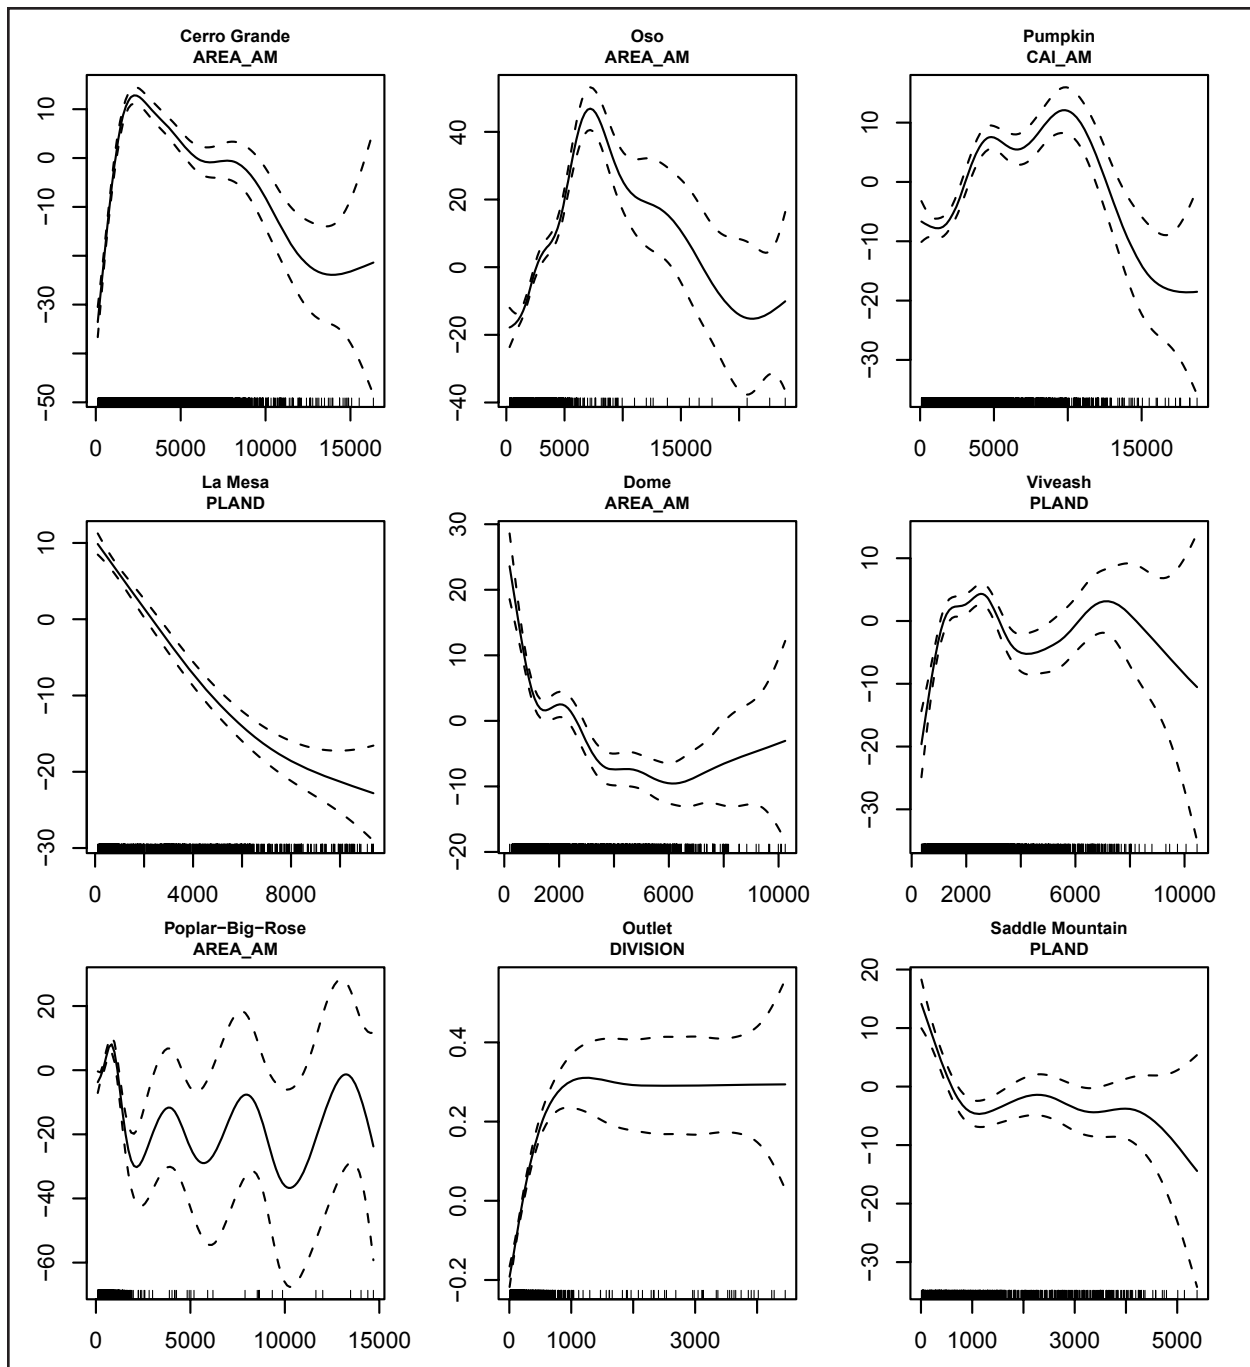 Cerro Grande
AREA_AM
10
0
−10
−30
−50
0 5000 10000 15000
Oso
AREA_AM
40
20
0
−20
−40
0 5000 15000
Pumpkin
CAI_AM
10
0
−10
−20
−30
0 5000 15000
La Mesa
PLAND
10
0
−10
−20
−30
0 4000 8000
Dome
AREA_AM
30
20
10
0
−10
−20
0 2000 6000 10000
Viveash
PLAND
10
0
−10
−20
−30
0 2000 6000 10000
Poplar−Big−Rose
AREA_AM
20
0
−20
−40
−60
0 5000 10000 15000
Outlet
DIVISION
0.4
0.2
0.0
−0.2
0 1000 3000
Saddle Mountain
PLAND
20
10
0
−10
−20
−30
0 1000 3000 5000